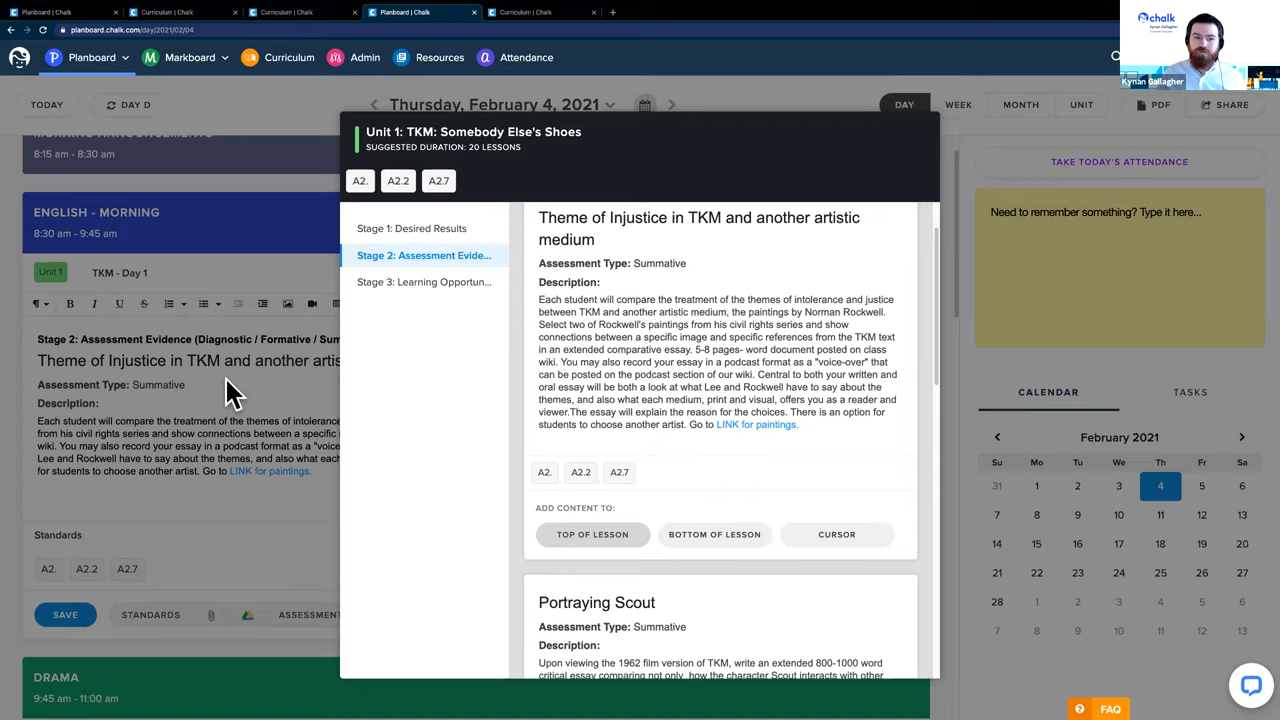 Planboard | Chalk
Curriculum | Chalk
Curriculum | Chalk
Planboard | Chalk
Curriculum | Chalk
planboard.chalk.com/day/2021/02/04
Planboard
Markboard
Curriculum
Admin
Resources
Attendance
chalk
Kynan Gallagher
Kynan Gallagher
TODAY
DAY D
Thursday, February 4, 2021
DAY
WEEK
MONTH
UNIT
PDF
SHARE
MORNING ANNOUNCEMENTS
8:15 am - 8:30 am
ENGLISH - MORNING
8:30 am - 9:45 am
Unit 1
TKM - Day 1
Stage 2: Assessment Evidence (Diagnostic / Formative / Sum
Theme of Injustice in TKM and another artis
Assessment Type: Summative
Description:
Each student will compare the treatment of the themes of intolerance
from his civil rights series and show connections between a specific i
wiki. You may also record your essay in a podcast format as a "voice-
Lee and Rockwell have to say about the themes, and also what each
for students to choose another artist. Go to LINK for paintings.
Standards
A2.
A2.2
A2.7
SAVE
STANDARDS
ASSESSMENT
DRAMA
9:45 am - 11:00 am
Unit 1: TKM: Somebody Else's Shoes
SUGGESTED DURATION: 20 LESSONS
A2.
A2.2
A2.7
Stage 1: Desired Results
Stage 2: Assessment Evide...
Stage 3: Learning Opportun...
Theme of Injustice in TKM and another artistic
medium
Assessment Type: Summative
Description:
Each student will compare the treatment of the themes of intolerance and justice
between TKM and another artistic medium, the paintings by Norman Rockwell.
Select two of Rockwell's paintings from his civil rights series and show
connections between a specific image and specific references from the TKM text
in an extended comparative essay. 5-8 pages- word document posted on class
wiki. You may also record your essay in a podcast format as a "voice-over" that
can be posted on the podcast section of our wiki. Central to both your written and
oral essay will be both a look at what Lee and Rockwell have to say about the
themes, and also what each medium, print and visual, offers you as a reader and
viewer.The essay will explain the reason for the choices. There is an option for
students to choose another artist. Go to LINK for paintings.
A2.
A2.2
A2.7
ADD CONTENT TO:
TOP OF LESSON
BOTTOM OF LESSON
CURSOR
Portraying Scout
Assessment Type: Summative
Description:
Upon viewing the 1962 film version of TKM, write an extended 800-1000 word
critical essay comparing not only, how the character Scout interacts with other
TAKE TODAY'S ATTENDANCE
Need to remember something? Type it here...
CALENDAR
TASKS
February 2021
Su Mo Tu We Th Fr Sa
31 1 2 3 4 5 6
7 8 9 10 11 12 13
14 15 16 17 18 19 20
21 22 23 24 25 26 27
28 1 2 3 4 5 6
7 8 9 10 11 12 13
? FAQ